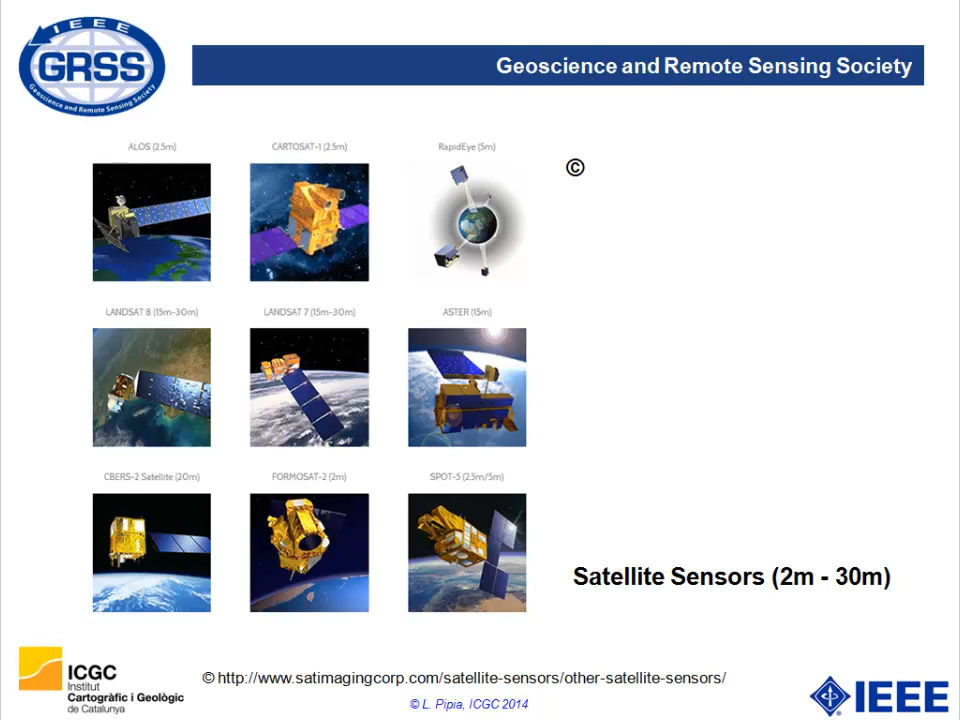 IEEE
GRSS
Geoscience and Remote Sensing Society
Geoscience and Remote Sensing Society
ALOS (2.5m)
CARTOSAT-1 (2.5m)
RapidEye (5m)
©
LANDSAT 8 (15m-30m)
LANDSAT 7 (15m-30m)
ASTER (15m)
CBERS-2 Satellite (20m)
FORMOSAT-2 (2m)
SPOT-5 (2.5m/5m)
Satellite Sensors (2m - 30m)
ICGC
Institut
Cartogràfic i Geològic
de Catalunya
© http://www.satimagingcorp.com/satellite-sensors/other-satellite-sensors/
© L. Pipia, ICGC 2014
IEEE